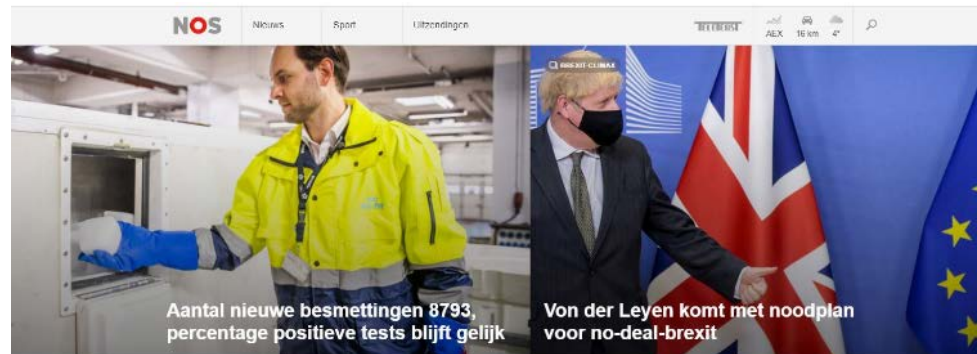 NOS
Nieuws
Sport
Uitzendingen
TELETEKST
AEX
16 km
4°
BREXIT-CLIMAX
Aantal nieuwe besmettingen 8793,
percentage positieve tests blijft gelijk
Von der Leyen komt met noodplan
voor no-deal-brexit